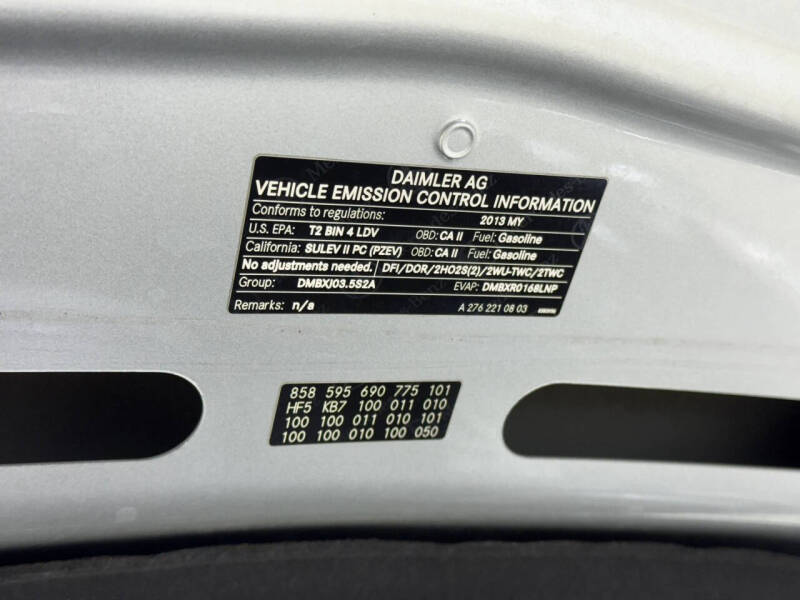 DAIMLER AG
VEHICLE EMISSION CONTROL INFORMATION
Conforms to regulations: 2013 MY
U.S. EPA: T2 BIN 4 LDV OBD: CA II Fuel: Gasoline
California: SULEV II PC (PZEV) OBD: CA II Fuel: Gasoline
No adjustments needed. DFI/DOR/2HO2S(2)/2WU-TWC/2TWC
Group: DMBXJ03.5S2A EVAP: DMBXR0168LNP
Remarks: n/a A 276 221 08 03
858 595 690 775 101
HF5 KB7 100 011 010
100 100 011 010 101
100 100 010 100 050